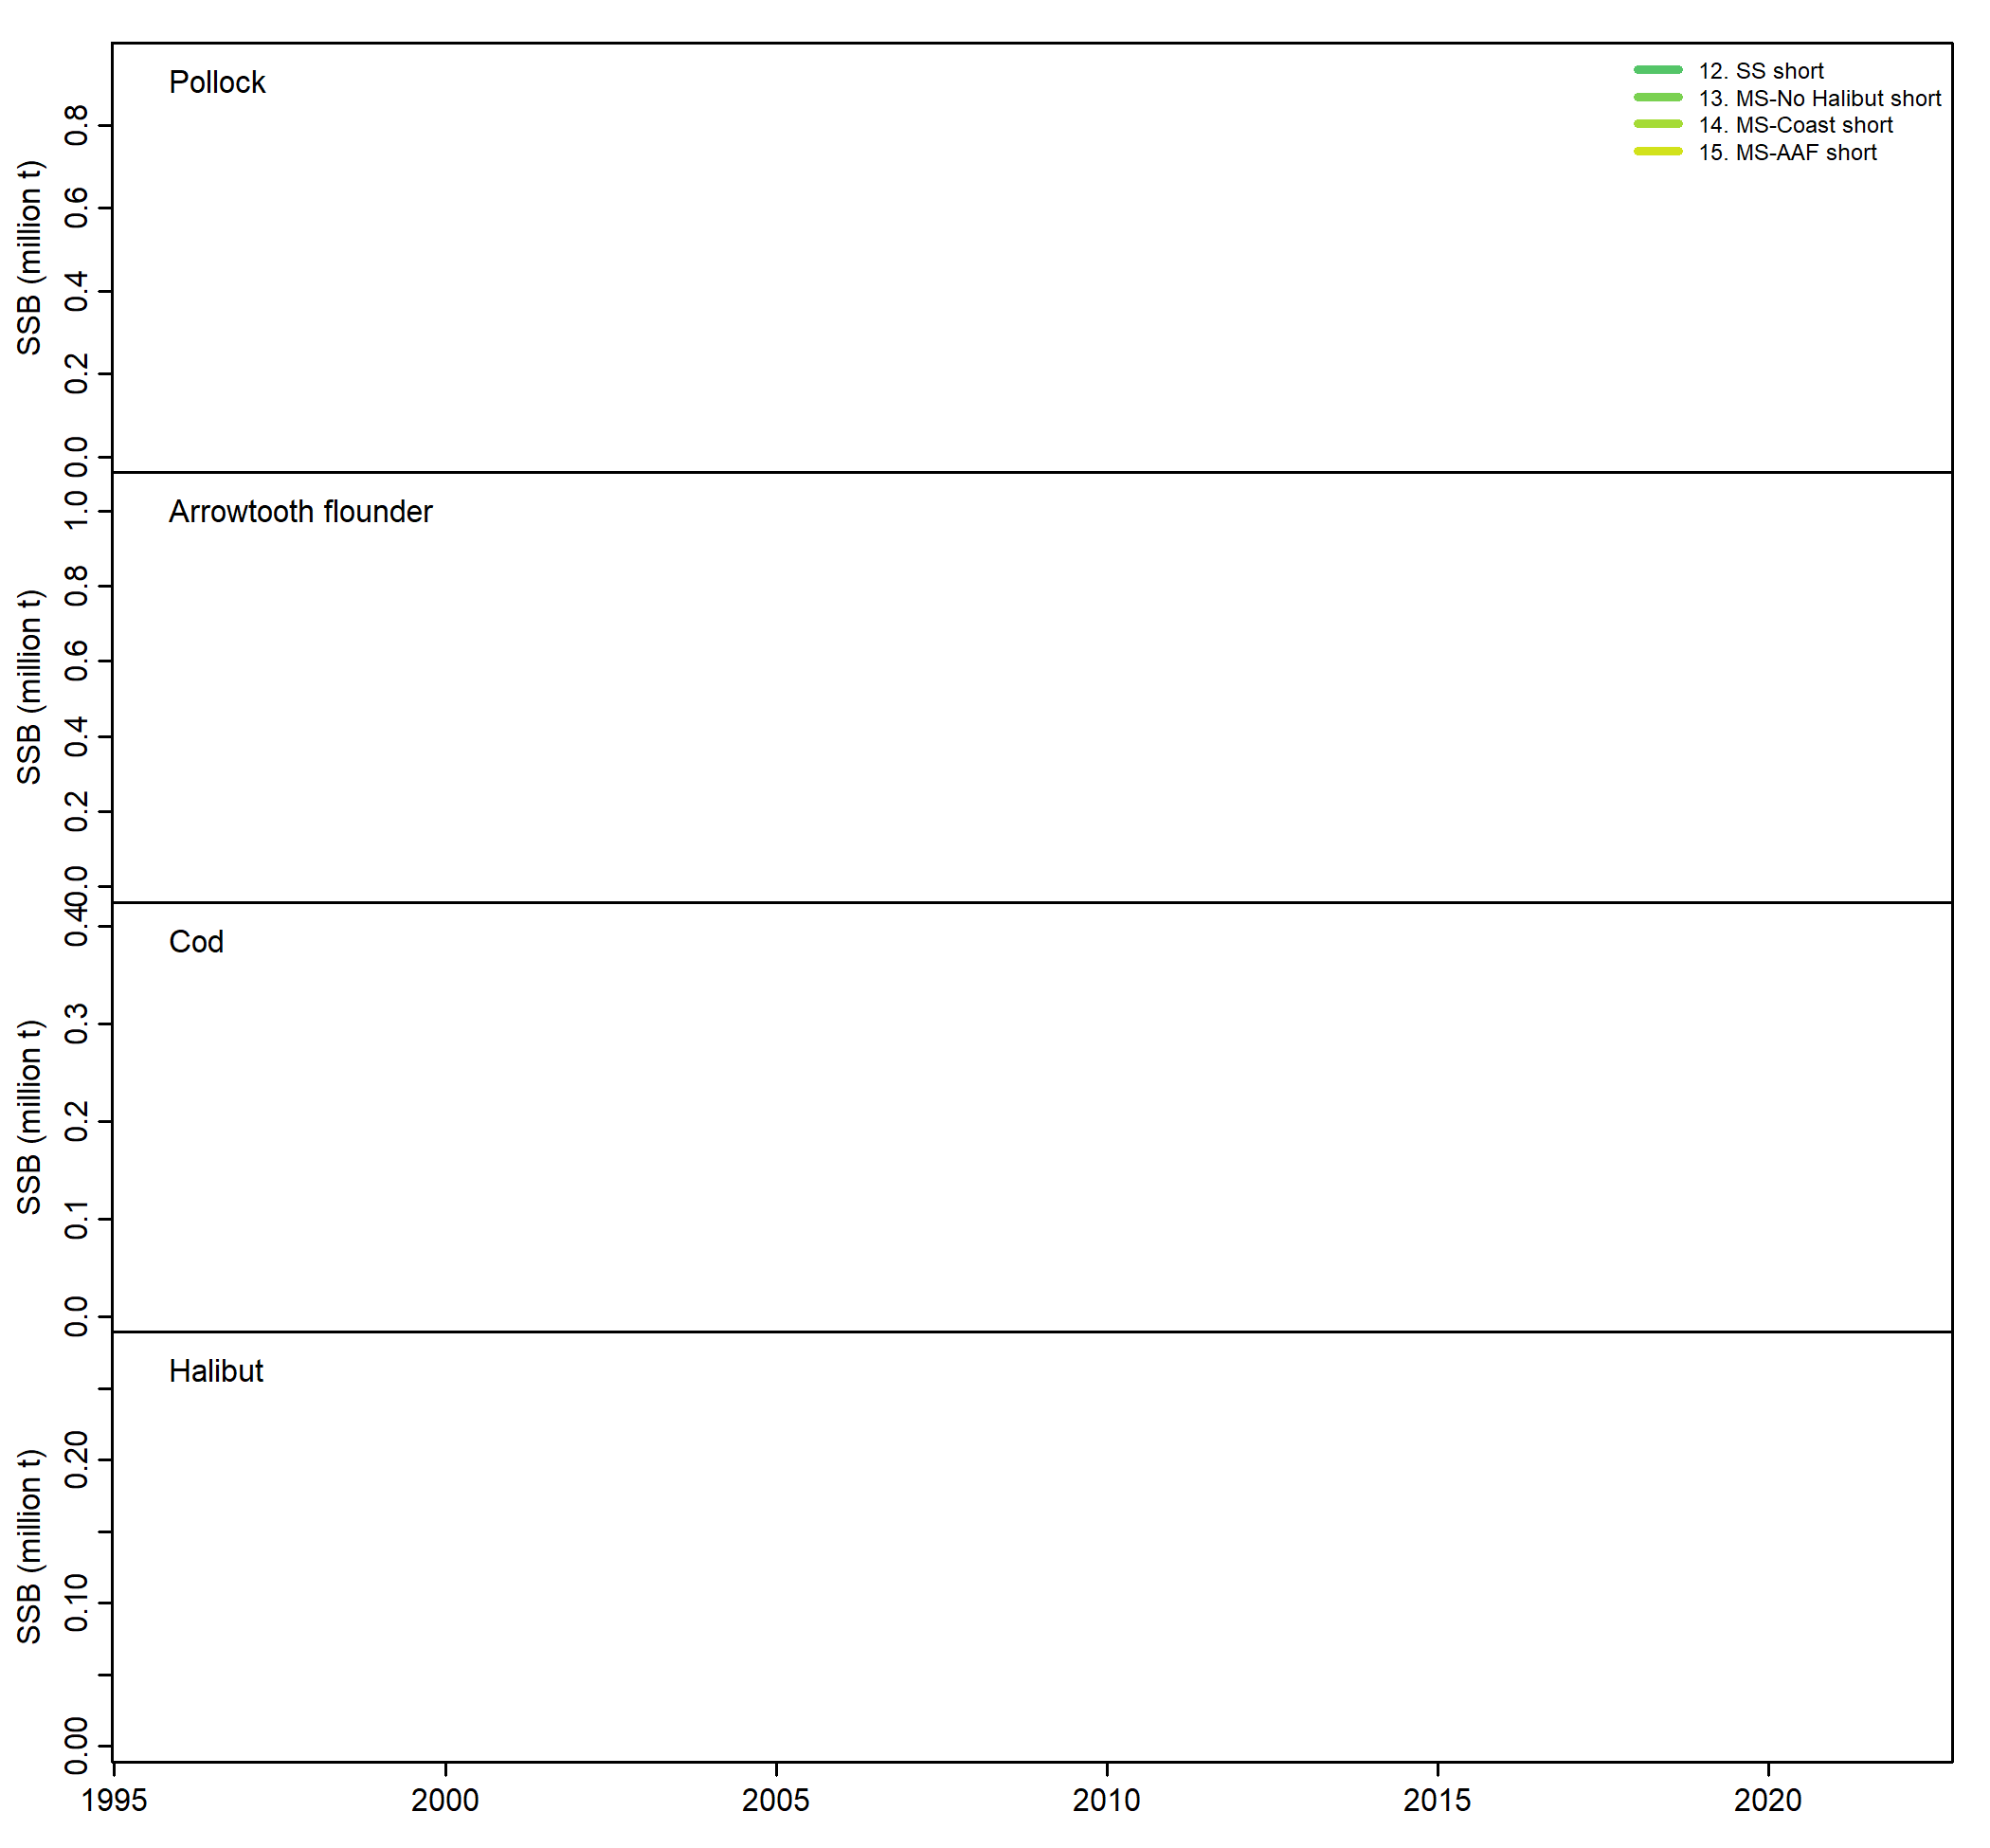 Pollock
12. SS short
13. MS-No Halibut short
14. MS-Coast short
15. MS-AAF short
SSB (million t)
0.8
0.6
0.4
0.2
0.0
Arrowtooth flounder
SSB (million t)
1.0
0.8
0.6
0.4
0.2
0.0
Cod
SSB (million t)
0.4
0.3
0.2
0.1
0.0
Halibut
SSB (million t)
0.20
0.10
0.00
1995 2000 2005 2010 2015 2020